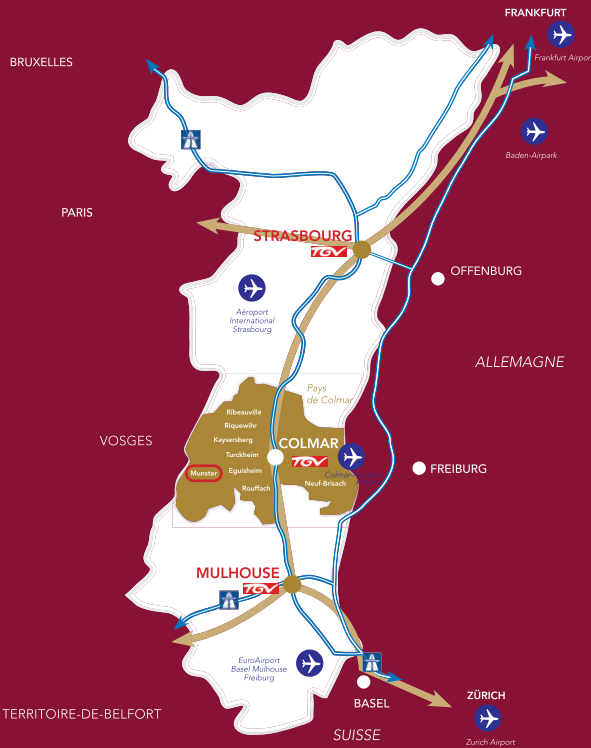 FRANKFURT
Frankfurt Airport
BRUXELLES
Baden-Airpark
PARIS
STRASBOURG
TGV
OFFENBURG
Aéroport
International
Strasbourg
ALLEMAGNE
Pays
de Colmar
Ribeauvillé
Riquewihr
Kaysersberg
VOSGES
COLMAR
Turckheim
TGV
Munster
Eguisheim
Colmar
FREIBURG
Neuf-Brisach
Rouffach
MULHOUSE
TGV
EuroAirport
Basel Mulhouse
Freiburg
BASEL
ZÜRICH
TERRITOIRE-DE-BELFORT
SUISSE
Zurich Airport